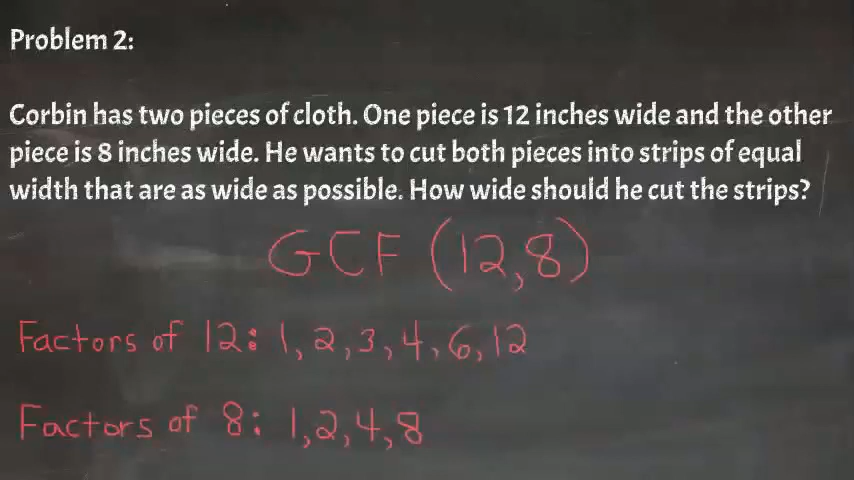 Problem 2:
Corbin has two pieces of cloth. One piece is 12 inches wide and the other
piece is 8 inches wide. He wants to cut both pieces into strips of equal
width that are as wide as possible. How wide should he cut the strips?
GCF (12,8)
Factors of 12: 1, 2, 3, 4, 6, 12
Factors of 8: 1, 2, 4, 8